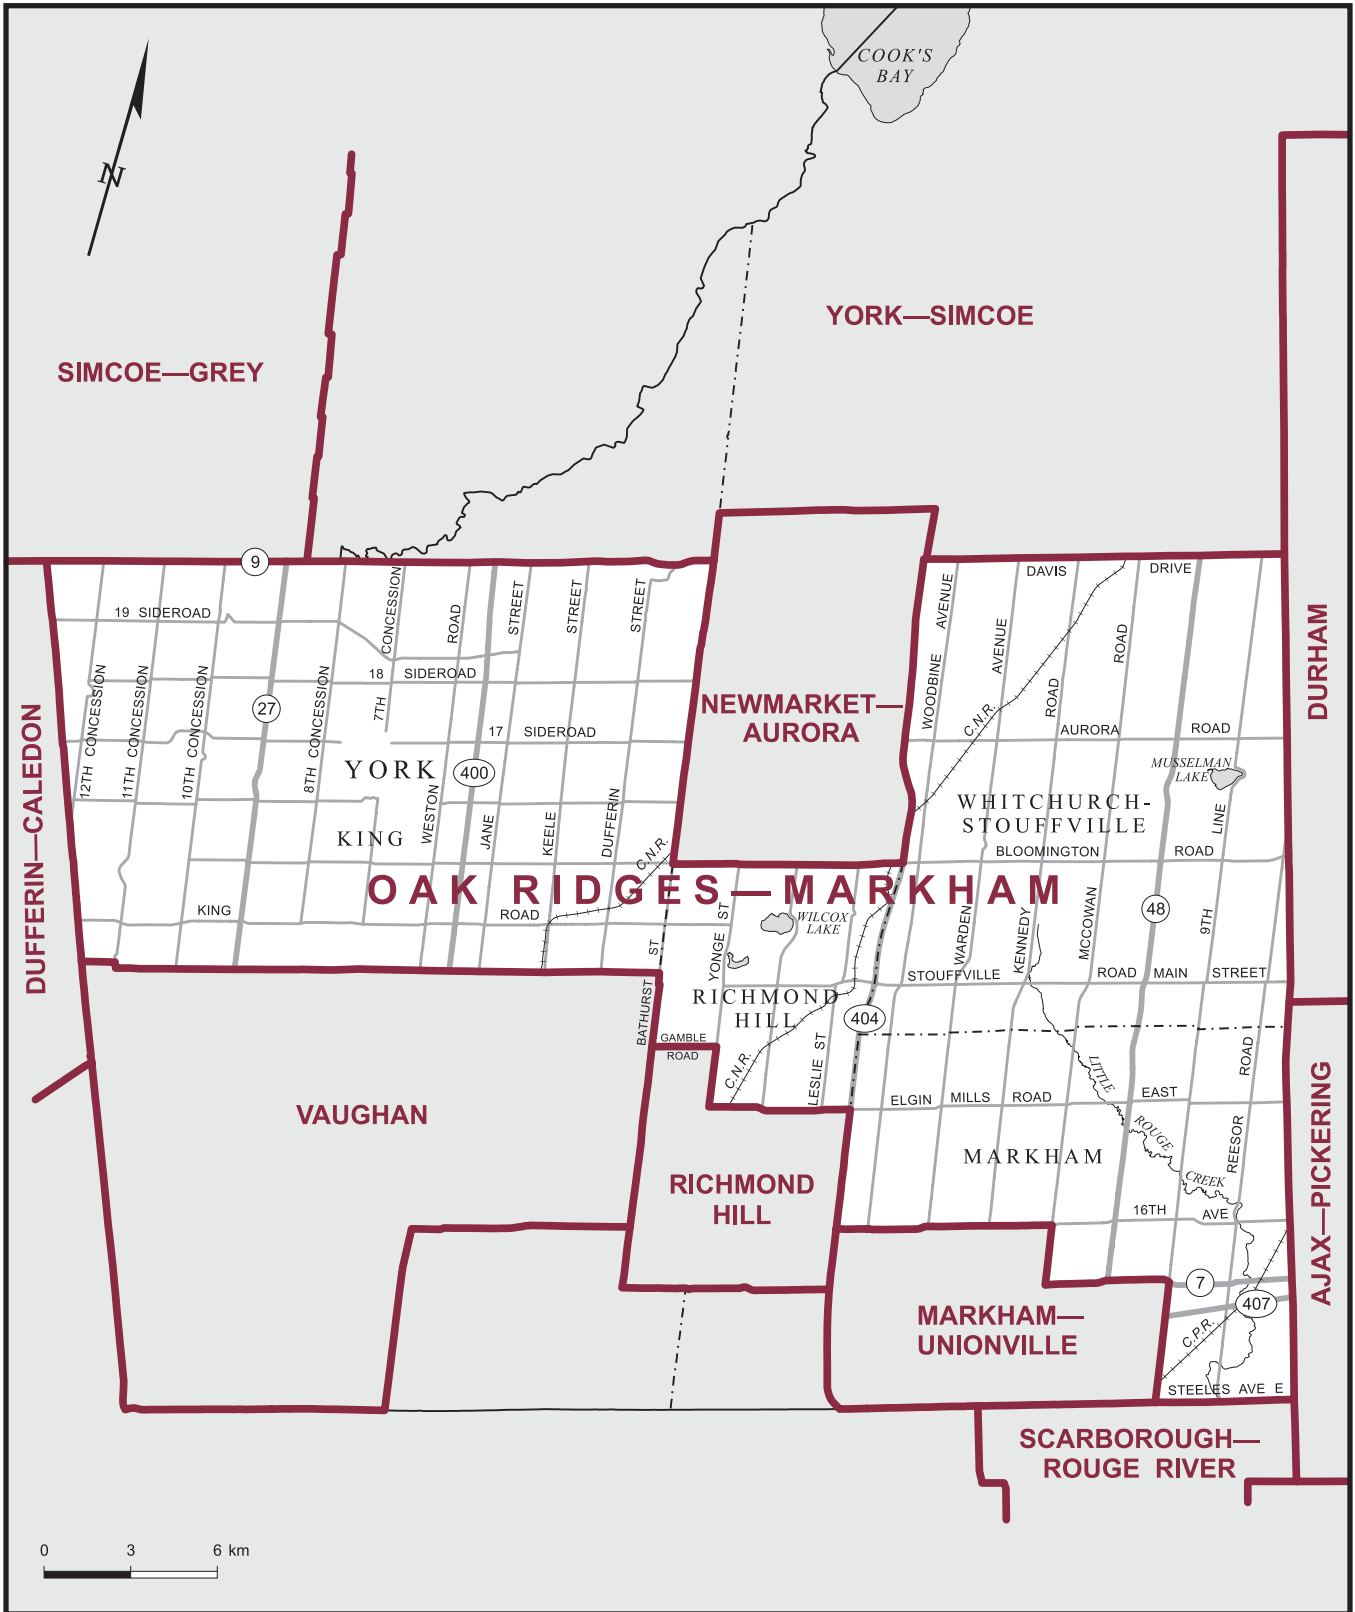 COOK'S
BAY
N
YORK—SIMCOE
SIMCOE—GREY
9
DAVIS DRIVE
19 SIDEROAD
CONCESSION
ROAD
STREET
STREET
STREET
WOODBINE AVENUE
AVENUE
ROAD
ROAD
18 SIDEROAD
12TH CONCESSION
11TH CONCESSION
10TH CONCESSION
27
8TH CONCESSION
7TH
17 SIDEROAD
NEWMARKET—
AURORA
C.N.R.
AURORA ROAD
DURHAM
DUFFERIN—CALEDON
YORK
400
MUSSELMAN
LAKE
WHITCHURCH-
STOUFFVILLE
LINE
KING
WESTON
JANE
KEELE
DUFFERIN
C.N.R.
BLOOMINGTON ROAD
OAK RIDGES—MARKHAM
KING ROAD
ST
YONGE ST
WILCOX
LAKE
WARDEN
KENNEDY
MCCOWAN
48
9TH
STOUFFVILLE ROAD MAIN STREET
BATHURST
RICHMOND
HILL
404
GAMBLE
ROAD
C.N.R.
LESLIE ST
LITTLE
ROUGE
CREEK
ROAD
REESOR
ELGIN MILLS ROAD EAST
VAUGHAN
MARKHAM
AJAX—PICKERING
RICHMOND
HILL
16TH AVE
7
407
MARKHAM—
UNIONVILLE
C.P.R.
STEELES AVE E
SCARBOROUGH—
ROUGE RIVER
0 3 6 km